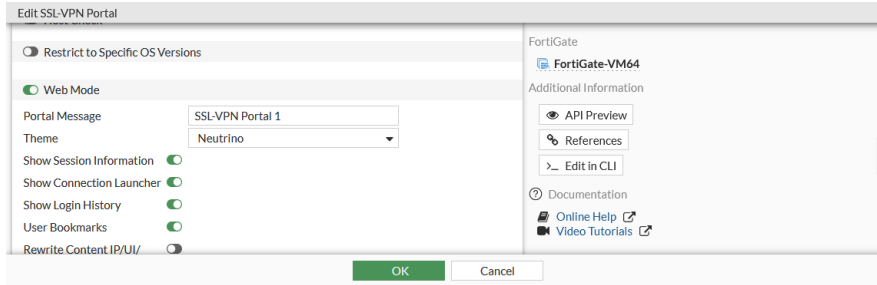 Edit SSL-VPN Portal
Host Check
Restrict to Specific OS Versions
Web Mode
Portal Message SSL-VPN Portal 1
Theme Neutrino
Show Session Information
Show Connection Launcher
Show Login History
User Bookmarks
Rewrite Content IP/UI/
FortiGate
FortiGate-VM64
Additional Information
API Preview
References
>_ Edit in CLI
Documentation
Online Help
Video Tutorials
OK Cancel